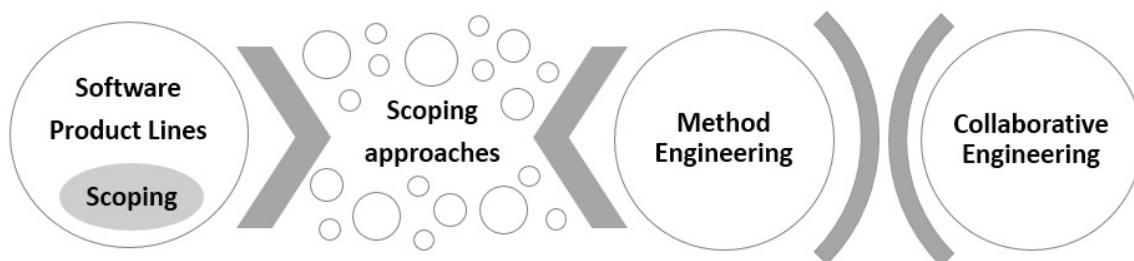 Software
Product Lines
Scoping
Scoping
approaches
Method
Engineering
Collaborative
Engineering